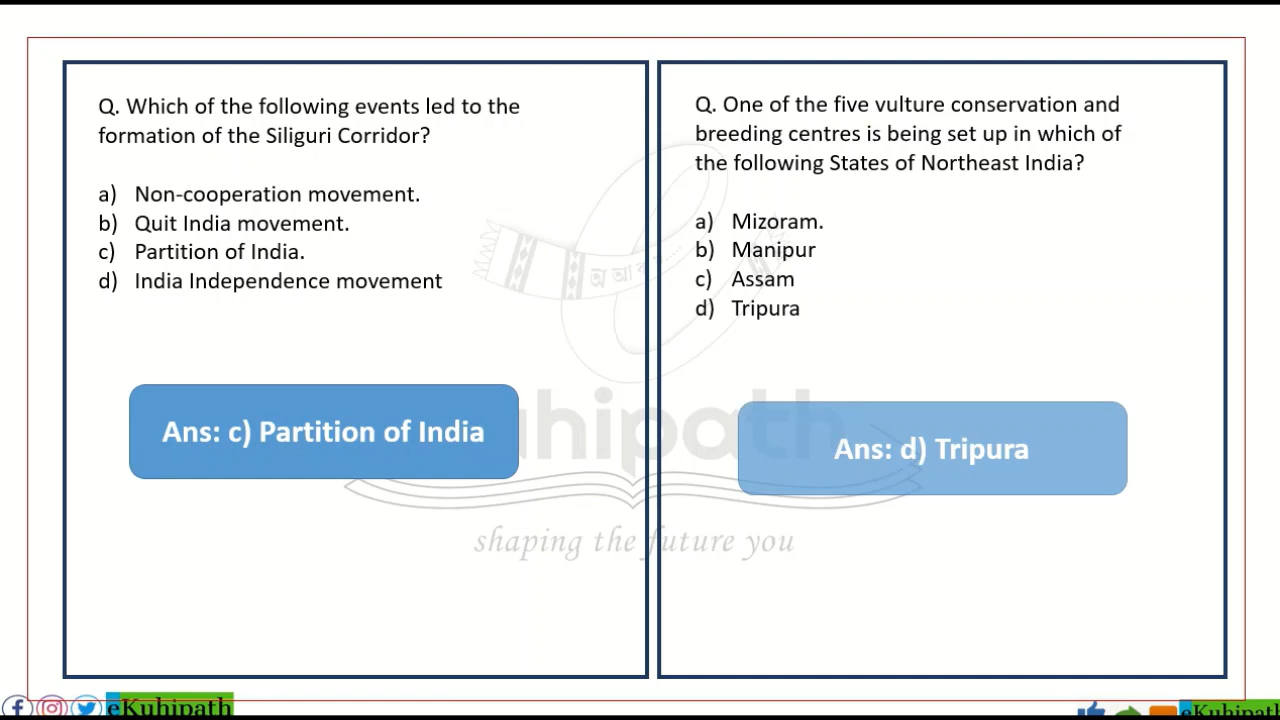 Q. Which of the following events led to the
formation of the Siliguri Corridor?
a) Non-cooperation movement.
b) Quit India movement.
c) Partition of India.
d) India Independence movement
Ans: c) Partition of India
Q. One of the five vulture conservation and
breeding centres is being set up in which of
the following States of Northeast India?
a) Mizoram.
b) Manipur
c) Assam
d) Tripura
Ans: d) Tripura
অ আ
shaping the future you
eKuhipath
eKuhipath